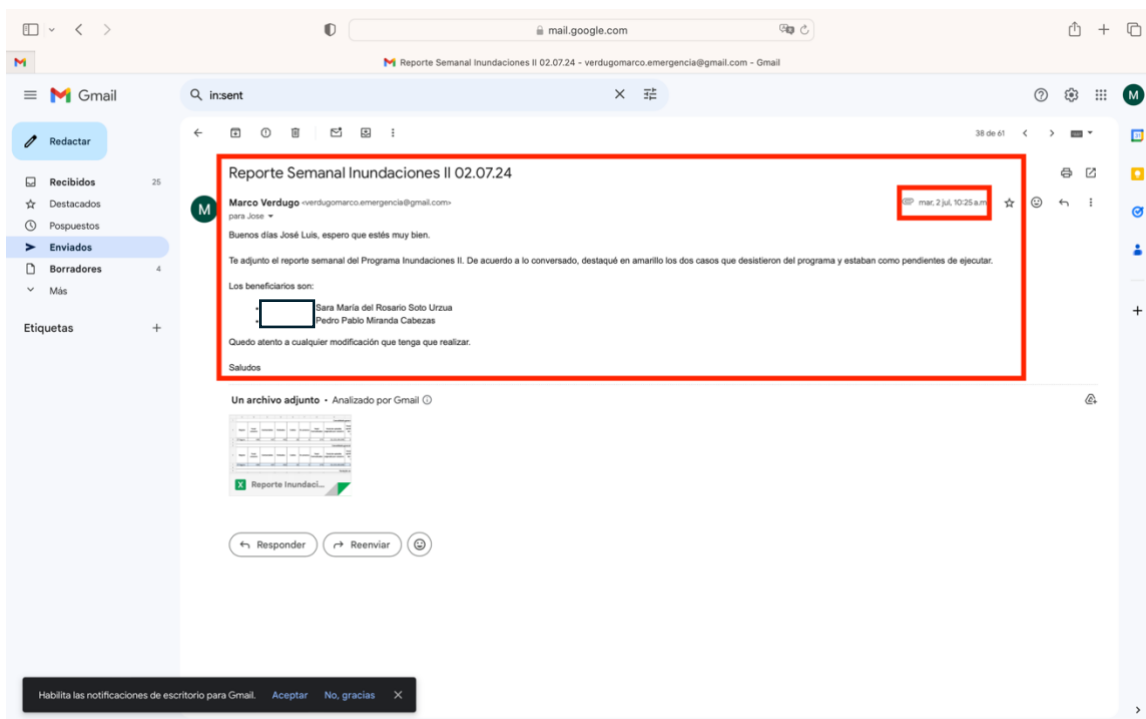 mail.google.com
Reporte Semanal Inundaciones II 02.07.24 - verdugomarco.emergencia@gmail.com - Gmail
Gmail
in:sent
M
Redactar
38 de 61
Recibidos 25
Destacados
Pospuestos
Enviados
Borradores 4
Más
Etiquetas
Reporte Semanal Inundaciones II 02.07.24
M
Marco Verdugo <verdugomarco.emergencia@gmail.com>
mar, 2 jul, 10:25 a.m.
para Jose
Buenos días José Luis, espero que estés muy bien.
Te adjunto el reporte semanal del Programa Inundaciones II. De acuerdo a lo conversado, destaqué en amarillo los dos casos que desistieron del programa y estaban como pendientes de ejecutar.
Los beneficiarios son:
Sara María del Rosario Soto Urzua
Pedro Pablo Miranda Cabezas
Quedo atento a cualquier modificación que tenga que realizar.
Saludos
Un archivo adjunto • Analizado por Gmail
X Reporte Inundaci...
Responder
Reenviar
Habilita las notificaciones de escritorio para Gmail. Aceptar No, gracias